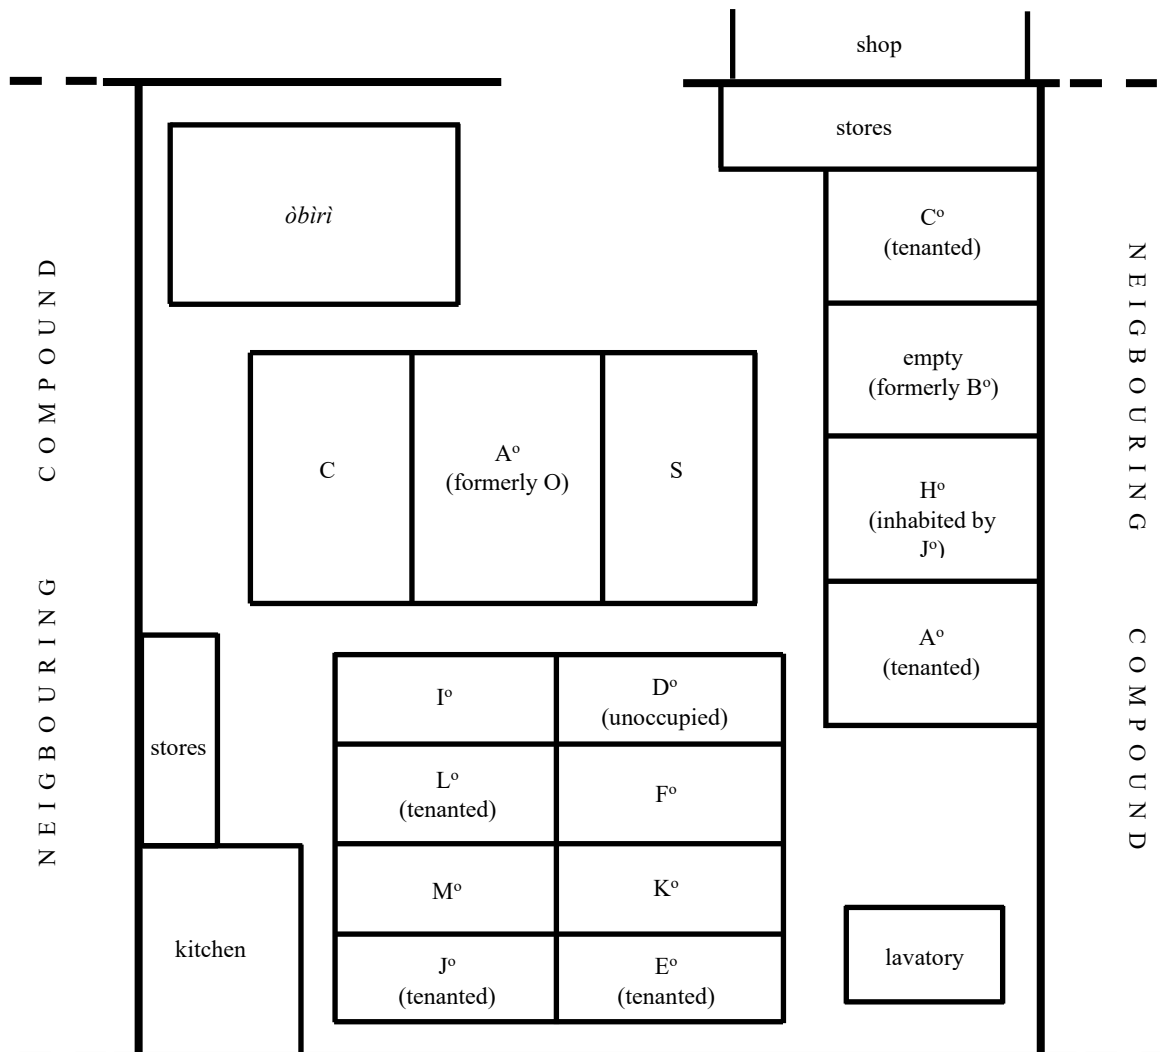 shop
stores
òbìrì
Cº
(tenanted)
empty
(formerly Bº)
C
Aº
(formerly O)
S
Hº
(inhabited by
Jº)
Aº
(tenanted)
Iº
Dº
(unoccupied)
stores
Lº
(tenanted)
Fº
Mº
Kº
kitchen
Jº
(tenanted)
Eº
(tenanted)
lavatory
NEIGBOURING COMPOUND
NEIGBOURING COMPOUND